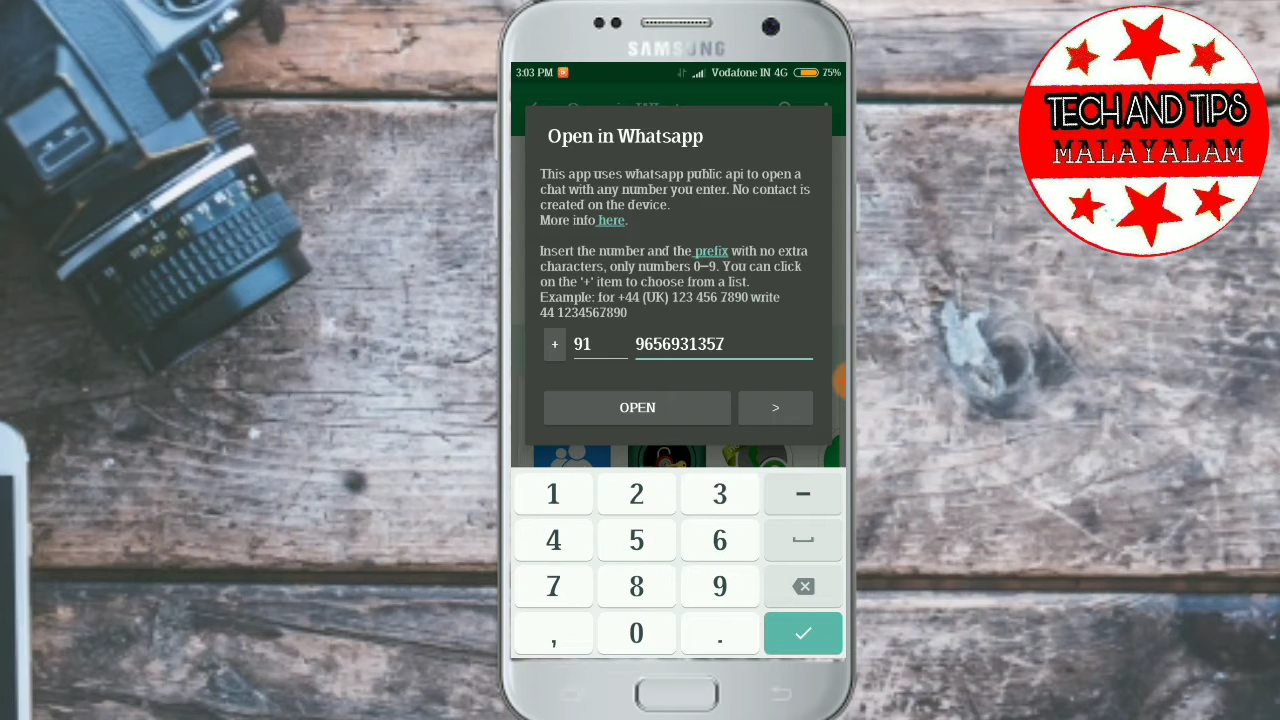 SAMSUNG
3:03 PM
Vodafone IN 4G
75%
Open in Whatsapp
This app uses whatsapp public api to open a
chat with any number you enter. No contact is
created on the device.
More info here.
Insert the number and the prefix with no extra
characters, only numbers 0-9. You can click
on the '+' item to choose from a list.
Example: for +44 (UK) 123 456 7890 write
44 1234567890
+ 91 9656931357
OPEN >
1 2 3 –
4 5 6
7 8 9
, 0 .
TECH AND TIPS
MALAYALAM